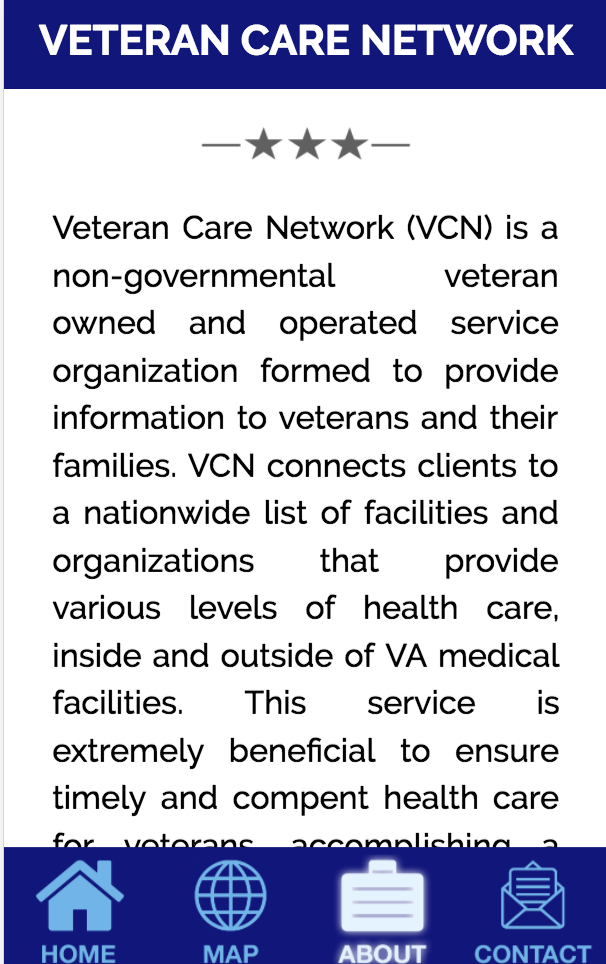 VETERAN CARE NETWORK
Veteran Care Network (VCN) is a
non-governmental veteran
owned and operated service
organization formed to provide
information to veterans and their
families. VCN connects clients to
a nationwide list of facilities and
organizations that provide
various levels of health care,
inside and outside of VA medical
facilities. This service is
extremely beneficial to ensure
timely and compent health care
for veterans, accomplishing a
HOME MAP ABOUT CONTACT